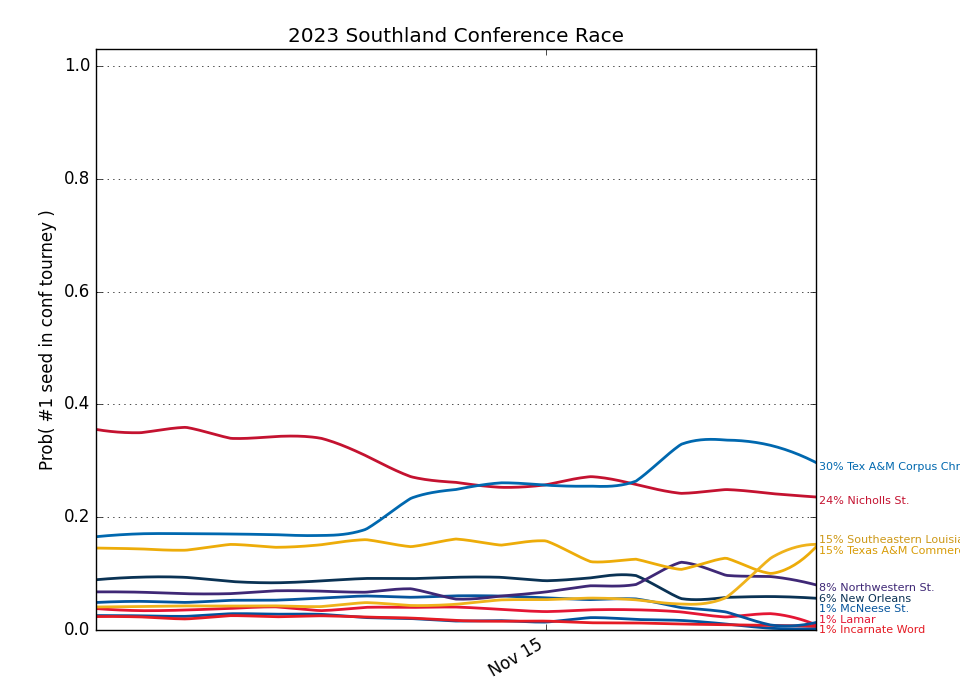 2023 Southland Conference Race
Prob( #1 seed in conf tourney )
1.0
0.8
0.6
0.4
0.2
0.0
Nov 15
30% Tex A&M Corpus Chr
24% Nicholls St.
15% Southeastern Louisia
15% Texas A&M Commerc
8% Northwestern St.
6% New Orleans
1% McNeese St.
1% Lamar
1% Incarnate Word